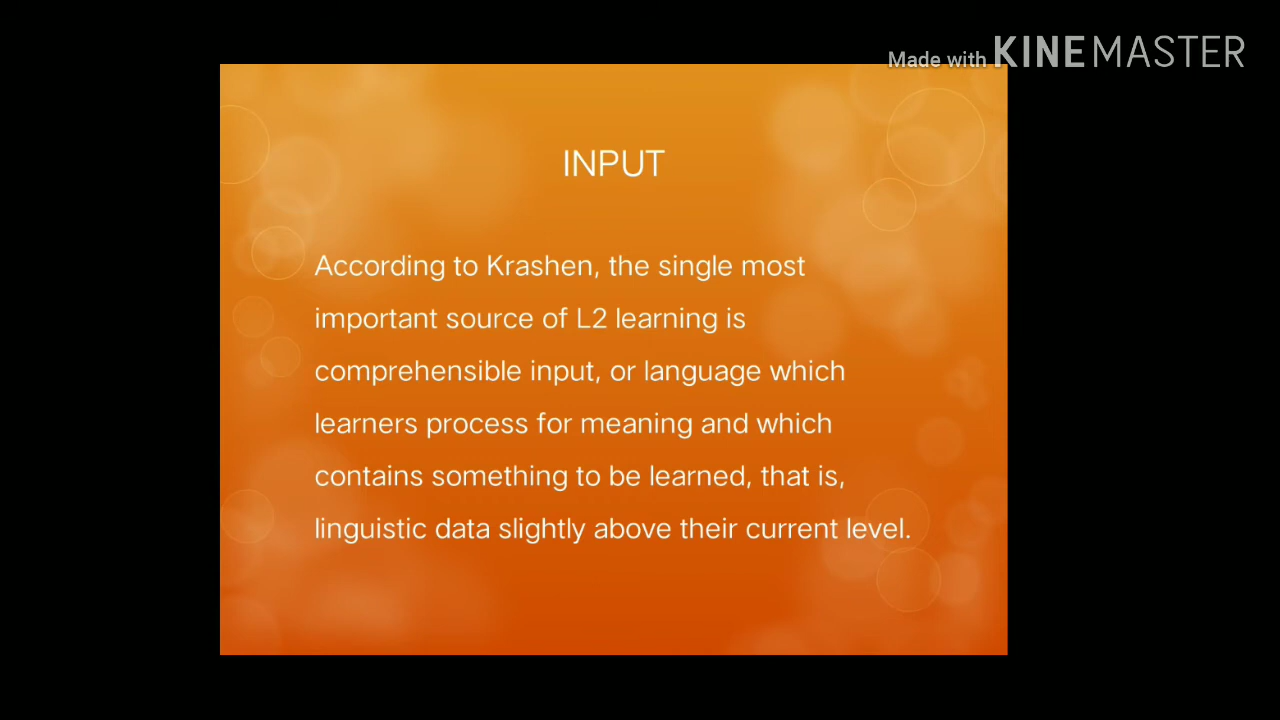 Made with KINEMASTER
INPUT
According to Krashen, the single most
important source of L2 learning is
comprehensible input, or language which
learners process for meaning and which
contains something to be learned, that is,
linguistic data slightly above their current level.